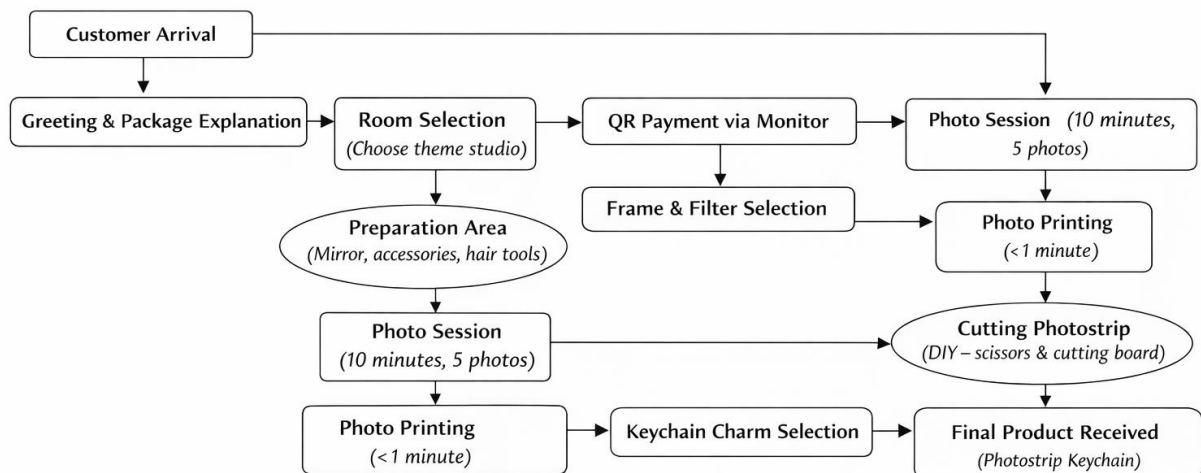 Customer Arrival
Greeting & Package Explanation
Room Selection
(Choose theme studio)
QR Payment via Monitor
Photo Session (10 minutes,
5 photos)
Frame & Filter Selection
Preparation Area
(Mirror, accessories, hair tools)
Photo Printing
(<1 minute)
Photo Session
(10 minutes, 5 photos)
Cutting Photostrip
(DIY – scissors & cutting board)
Photo Printing
(<1 minute)
Keychain Charm Selection
Final Product Received
(Photostrip Keychain)